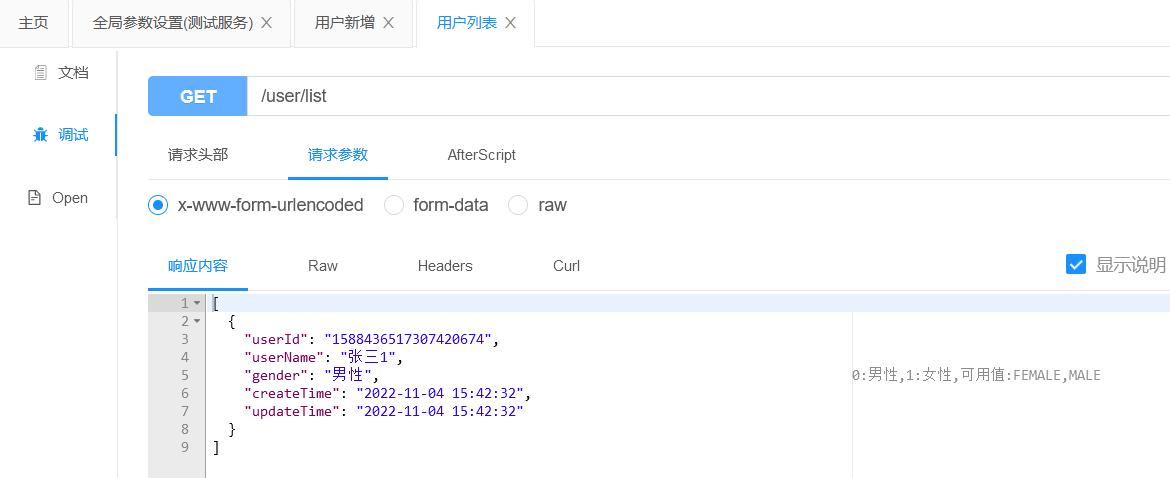 主页 全局参数设置(测试服务) 用户新增 用户列表
文档
调试
Open
GET /user/list
请求头部 请求参数 AfterScript
x-www-form-urlencoded form-data raw
响应内容 Raw Headers Curl 显示说明
1 [
2 {
3 "userId": "1588436517307420674",
4 "userName": "张三1",
5 "gender": "男性", 0:男性,1:女性,可用值:FEMALE,MALE
6 "createTime": "2022-11-04 15:42:32",
7 "updateTime": "2022-11-04 15:42:32"
8 }
9 ]